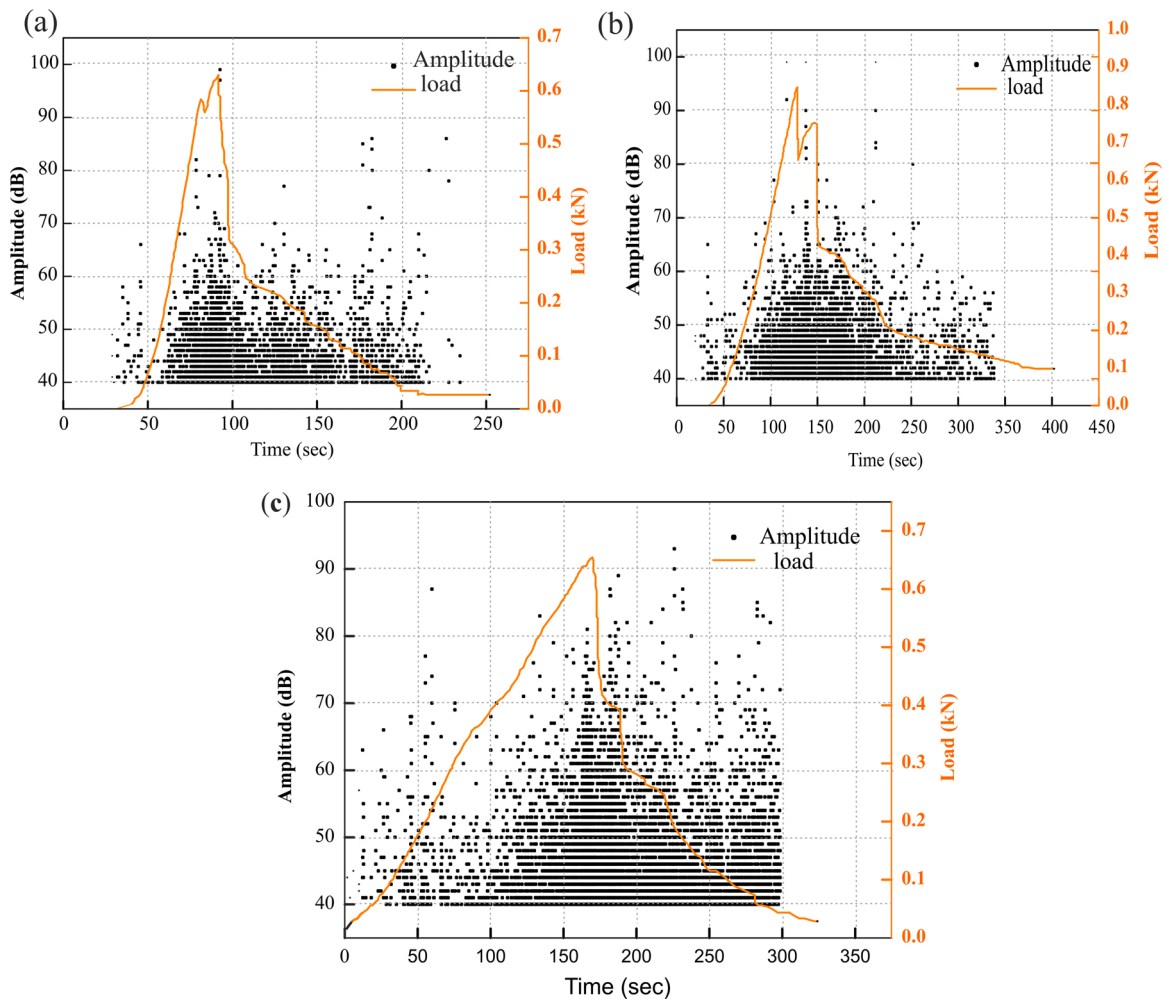 (a)
Amplitude
load
100
90
80
70
60
50
40
Amplitude (dB)
0.7
0.6
0.5
0.4
0.3
0.2
0.1
0.0
Load (kN)
0 50 100 150 200 250
Time (sec)
(b)
Amplitude
load
100
90
80
70
60
50
40
Amplitude (dB)
1.0
0.9
0.8
0.7
0.6
0.5
0.4
0.3
0.2
0.1
0.0
Load (kN)
0 50 100 150 200 250 300 350 400 450
Time (sec)
(c)
Amplitude
load
100
90
80
70
60
50
40
Amplitude (dB)
0.7
0.6
0.5
0.4
0.3
0.2
0.1
0.0
Load (kN)
0 50 100 150 200 250 300 350
Time (sec)